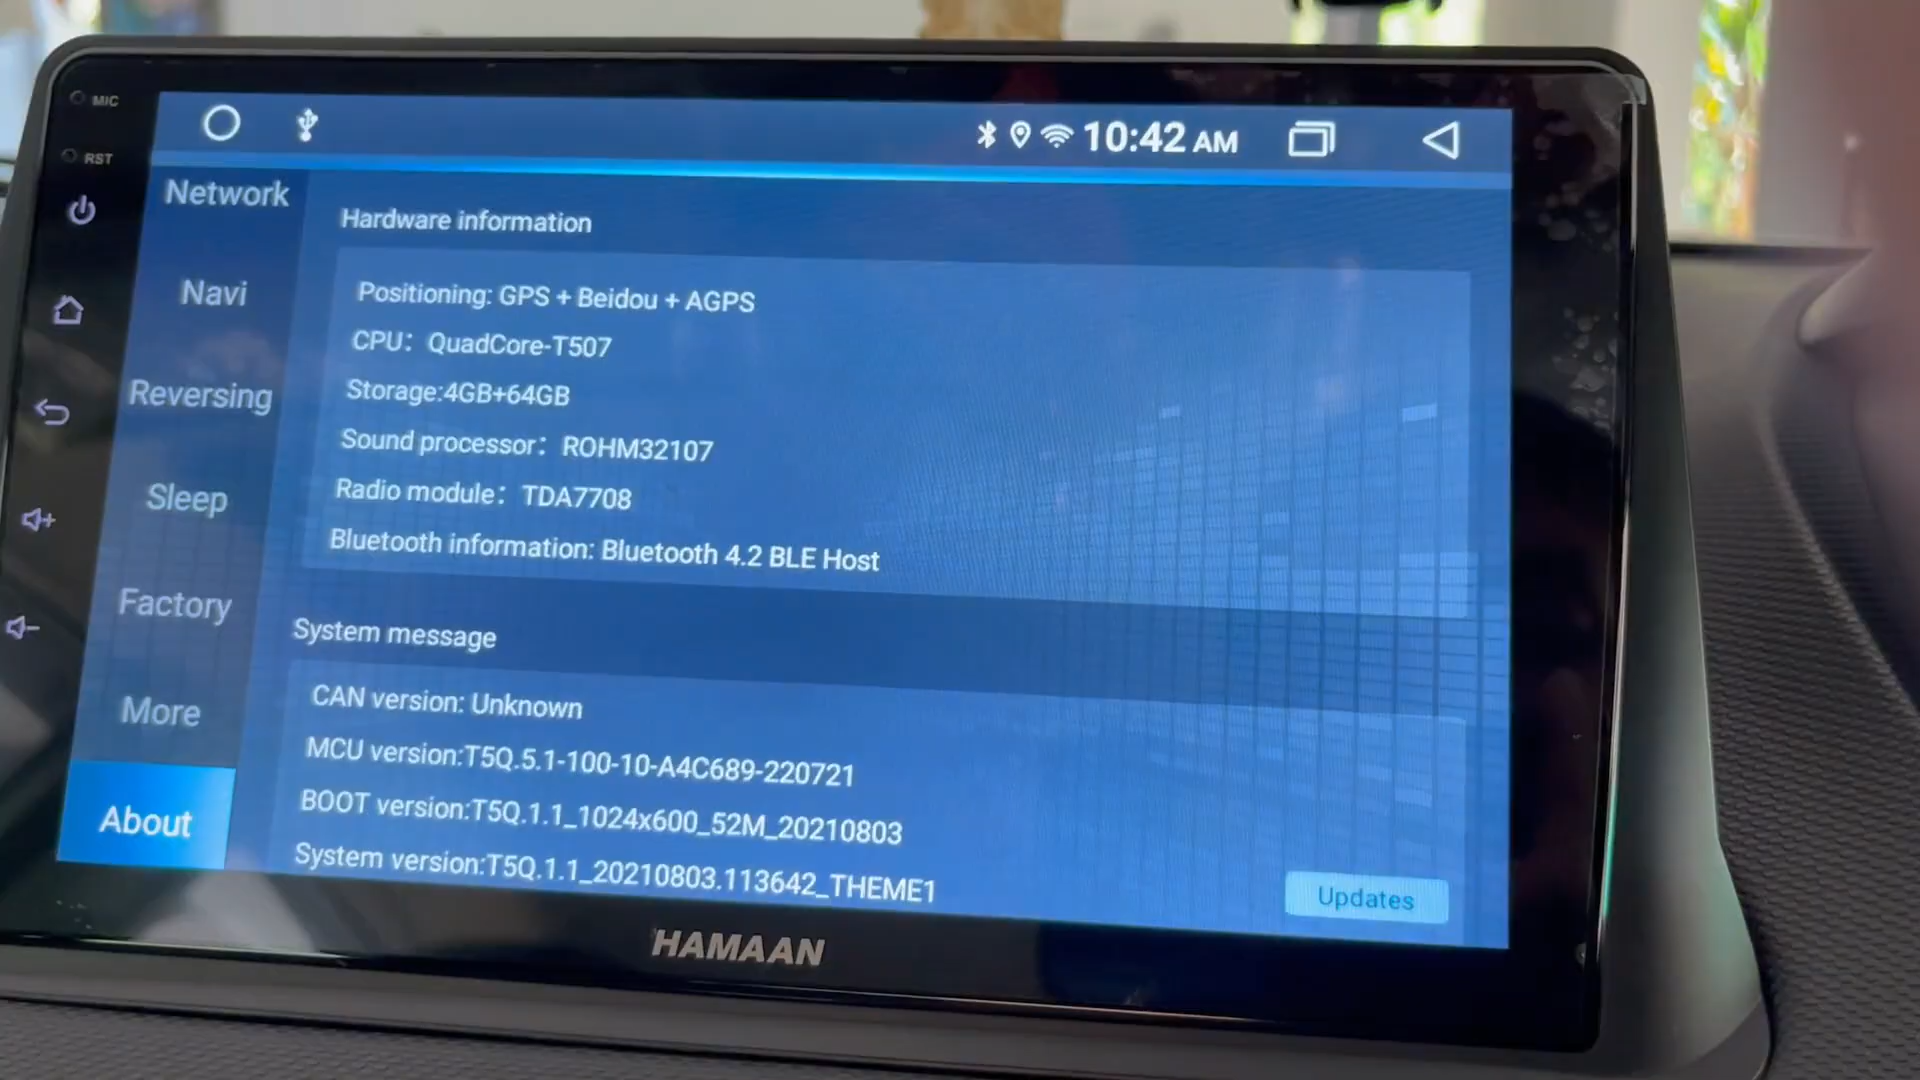 MIC
10:42 AM
RST
Network
Navi
Reversing
Sleep
Factory
More
About
Hardware information
Positioning: GPS + Beidou + AGPS
CPU: QuadCore-T507
Storage:4GB+64GB
Sound processor: ROHM32107
Radio module: TDA7708
Bluetooth information: Bluetooth 4.2 BLE Host
System message
CAN version: Unknown
MCU version:T5Q.5.1-100-10-A4C689-220721
BOOT version:T5Q.1.1_1024x600_52M_20210803
System version:T5Q.1.1_20210803.113642_THEME1
Updates
HAMAAN